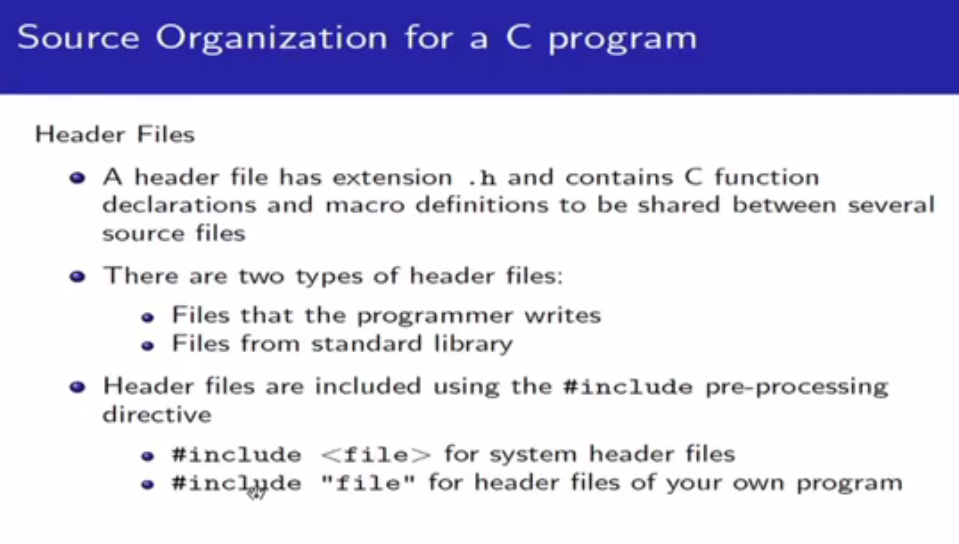 Source Organization for a C program
Header Files
A header file has extension .h and contains C function
declarations and macro definitions to be shared between several
source files
There are two types of header files:
Files that the programmer writes
Files from standard library
Header files are included using the #include pre-processing
directive
#include <file> for system header files
#include "file" for header files of your own program